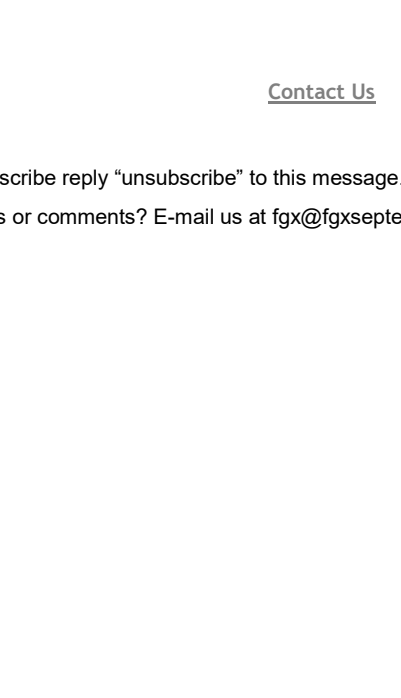 Contact Us
scribe reply “unsubscribe” to this message.
s or comments? E-mail us at fgx@fgxsepte